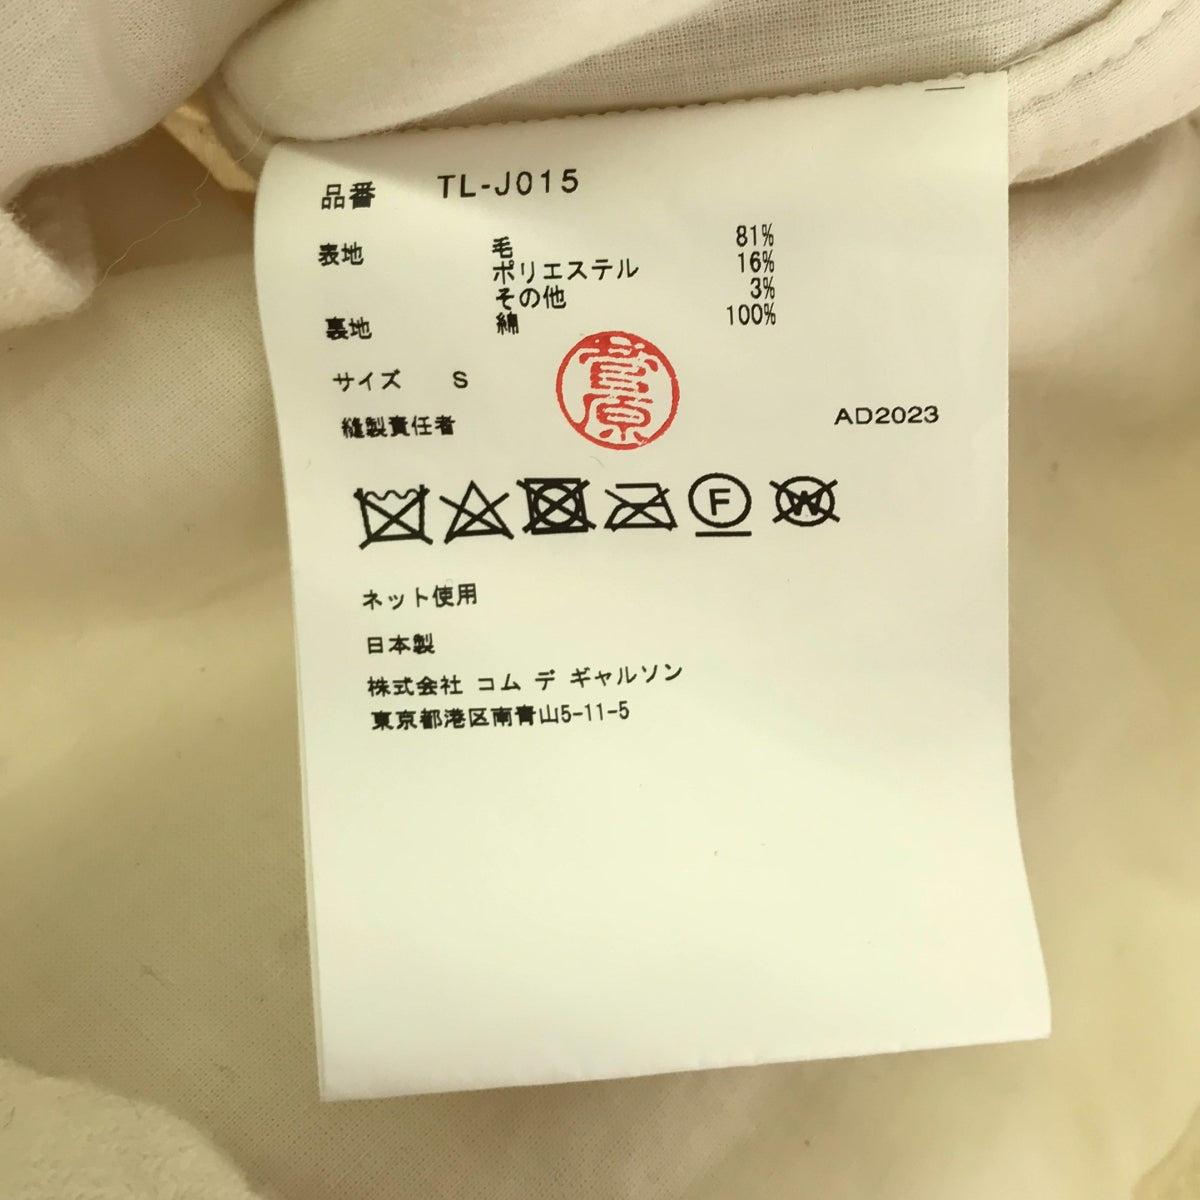 品番 TL-J015
表地 毛 81%
ポリエステル 16%
その他 3%
裏地 綿 100%
サイズ S
縫製責任者 菅原 AD2023
F W
ネット使用
日本製
株式会社 コム デ ギャルソン
東京都港区南青山5-11-5